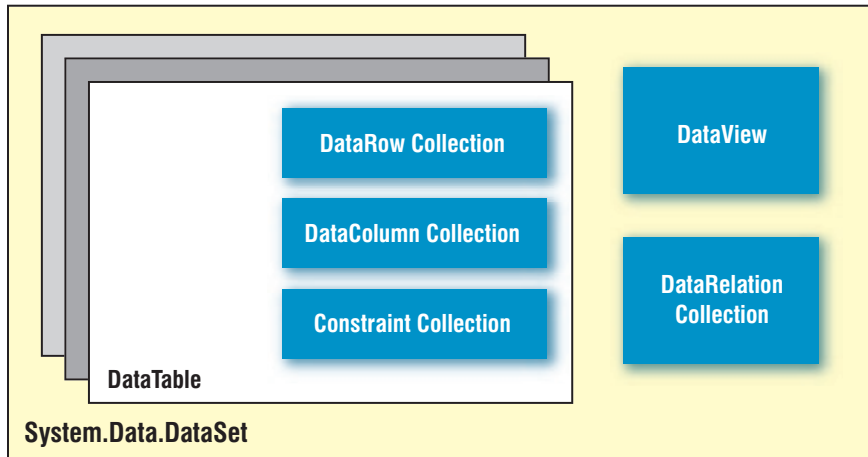 DataRow Collection
DataColumn Collection
Constraint Collection
DataTable
DataView
DataRelation
Collection
System.Data.DataSet